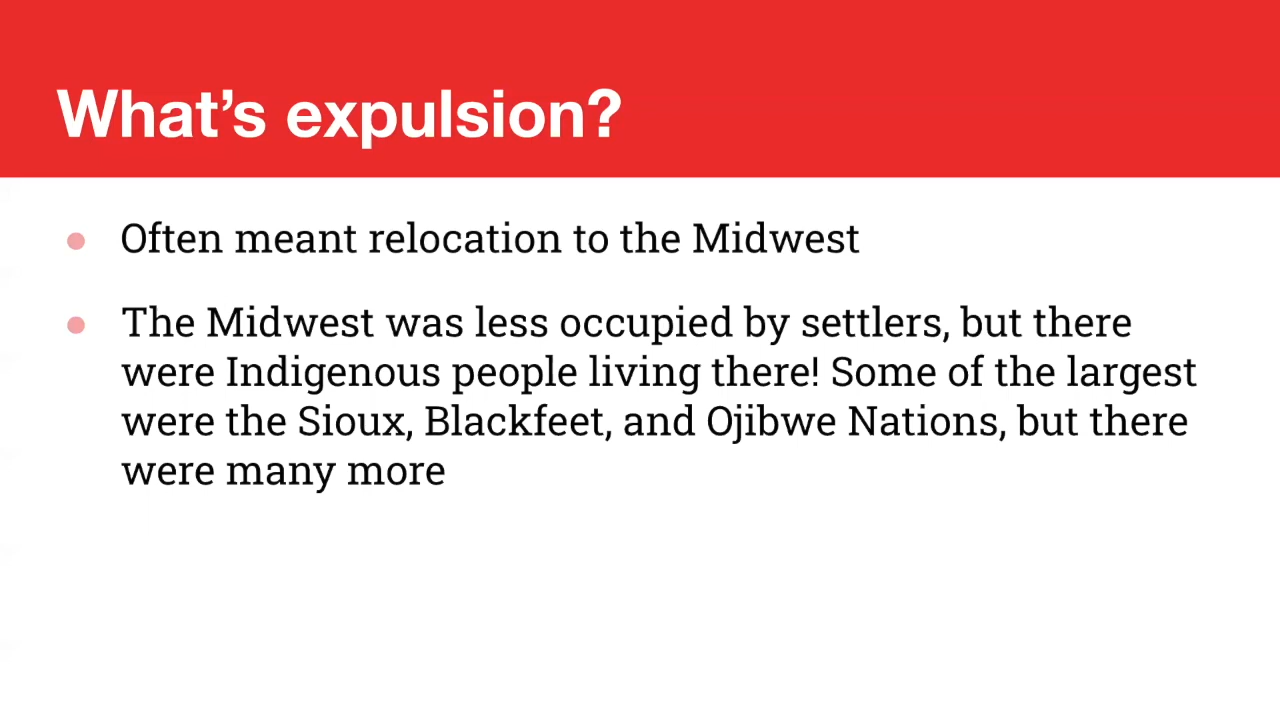 What's expulsion?
● Often meant relocation to the Midwest
● The Midwest was less occupied by settlers, but there
were Indigenous people living there! Some of the largest
were the Sioux, Blackfeet, and Ojibwe Nations, but there
were many more